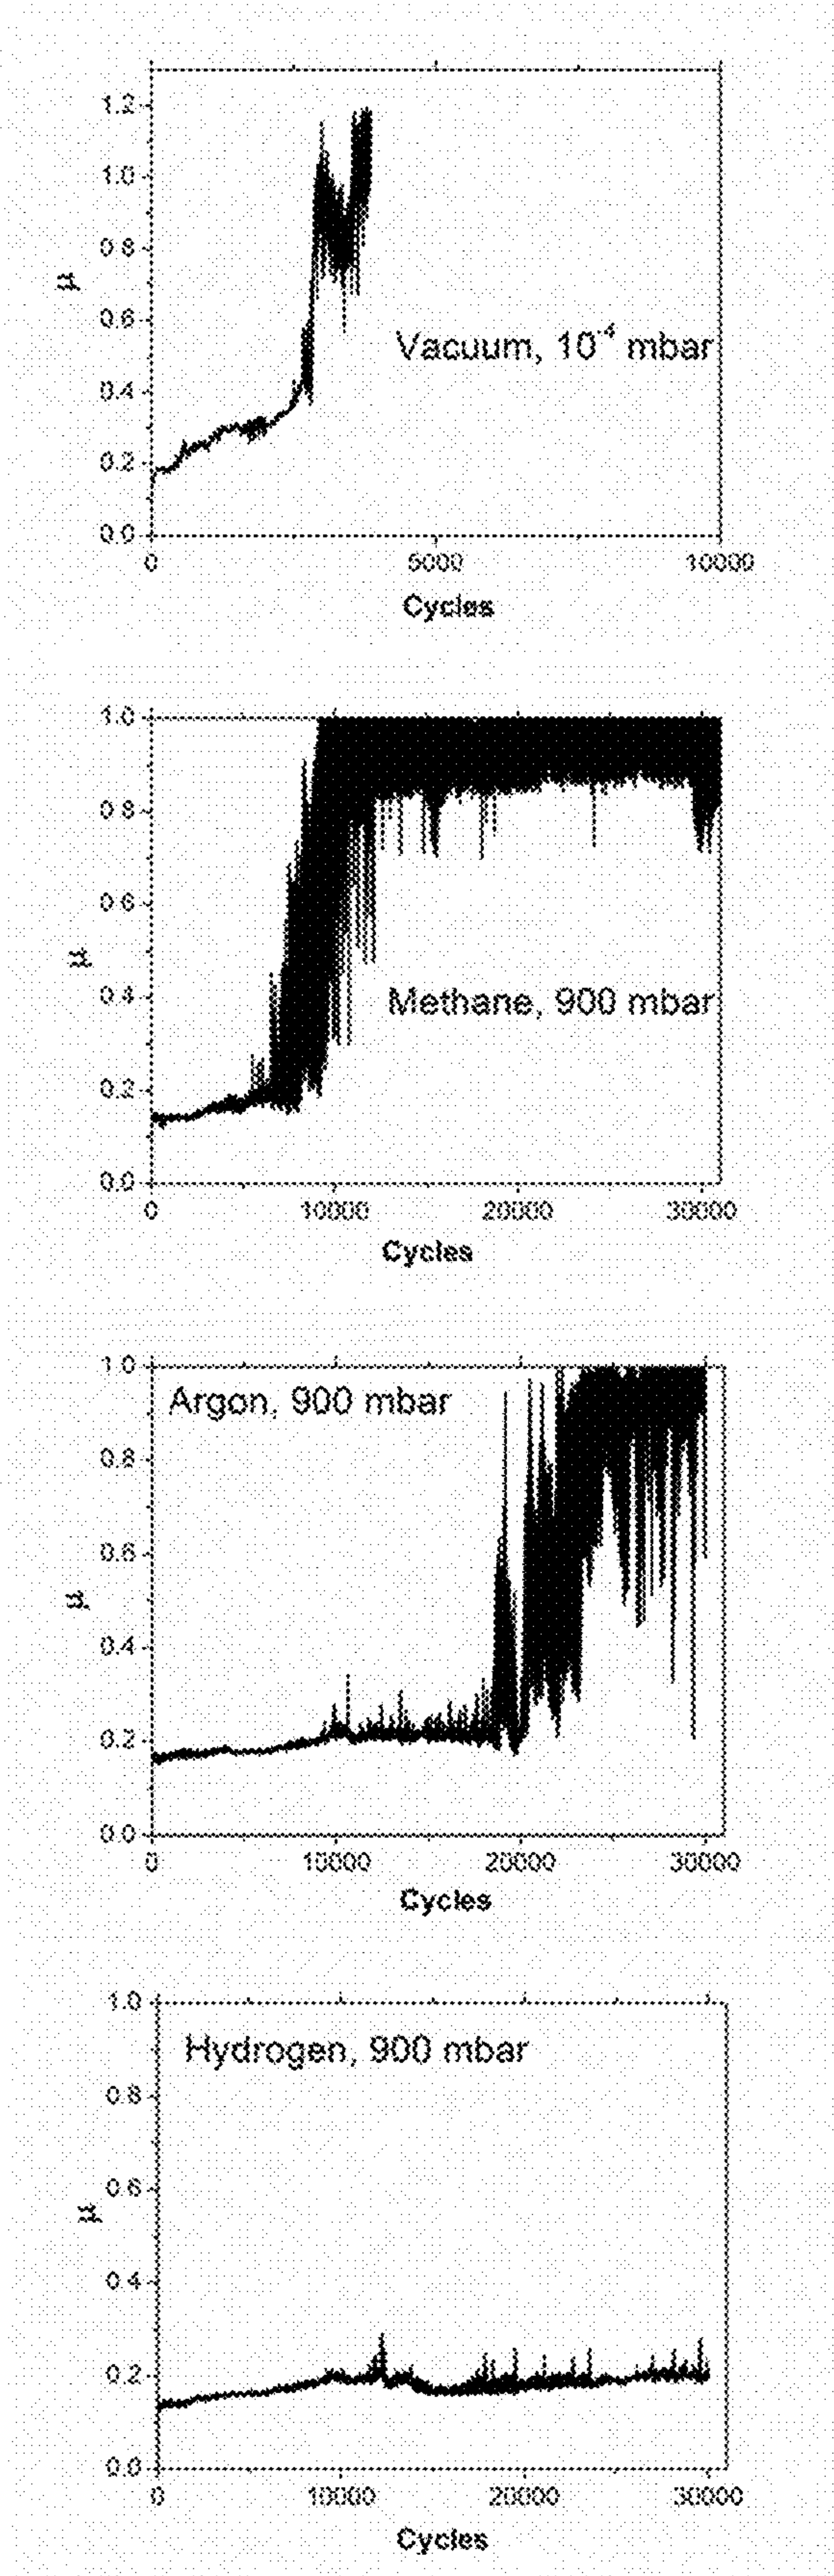 1.2
1.0
0.8
μ
0.6
Vacuum, 10⁻⁴ mbar
0.4
0.2
0.0
0 5000 10000
Cycles
1.0
0.8
0.6
μ
0.4
Methane, 900 mbar
0.2
0.0
0 10000 20000 30000
Cycles
1.0
Argon, 900 mbar
0.8
0.6
μ
0.4
0.2
0.0
0 10000 20000 30000
Cycles
1.0
Hydrogen, 900 mbar
0.8
0.6
μ
0.4
0.2
0.0
0 10000 20000 30000
Cycles